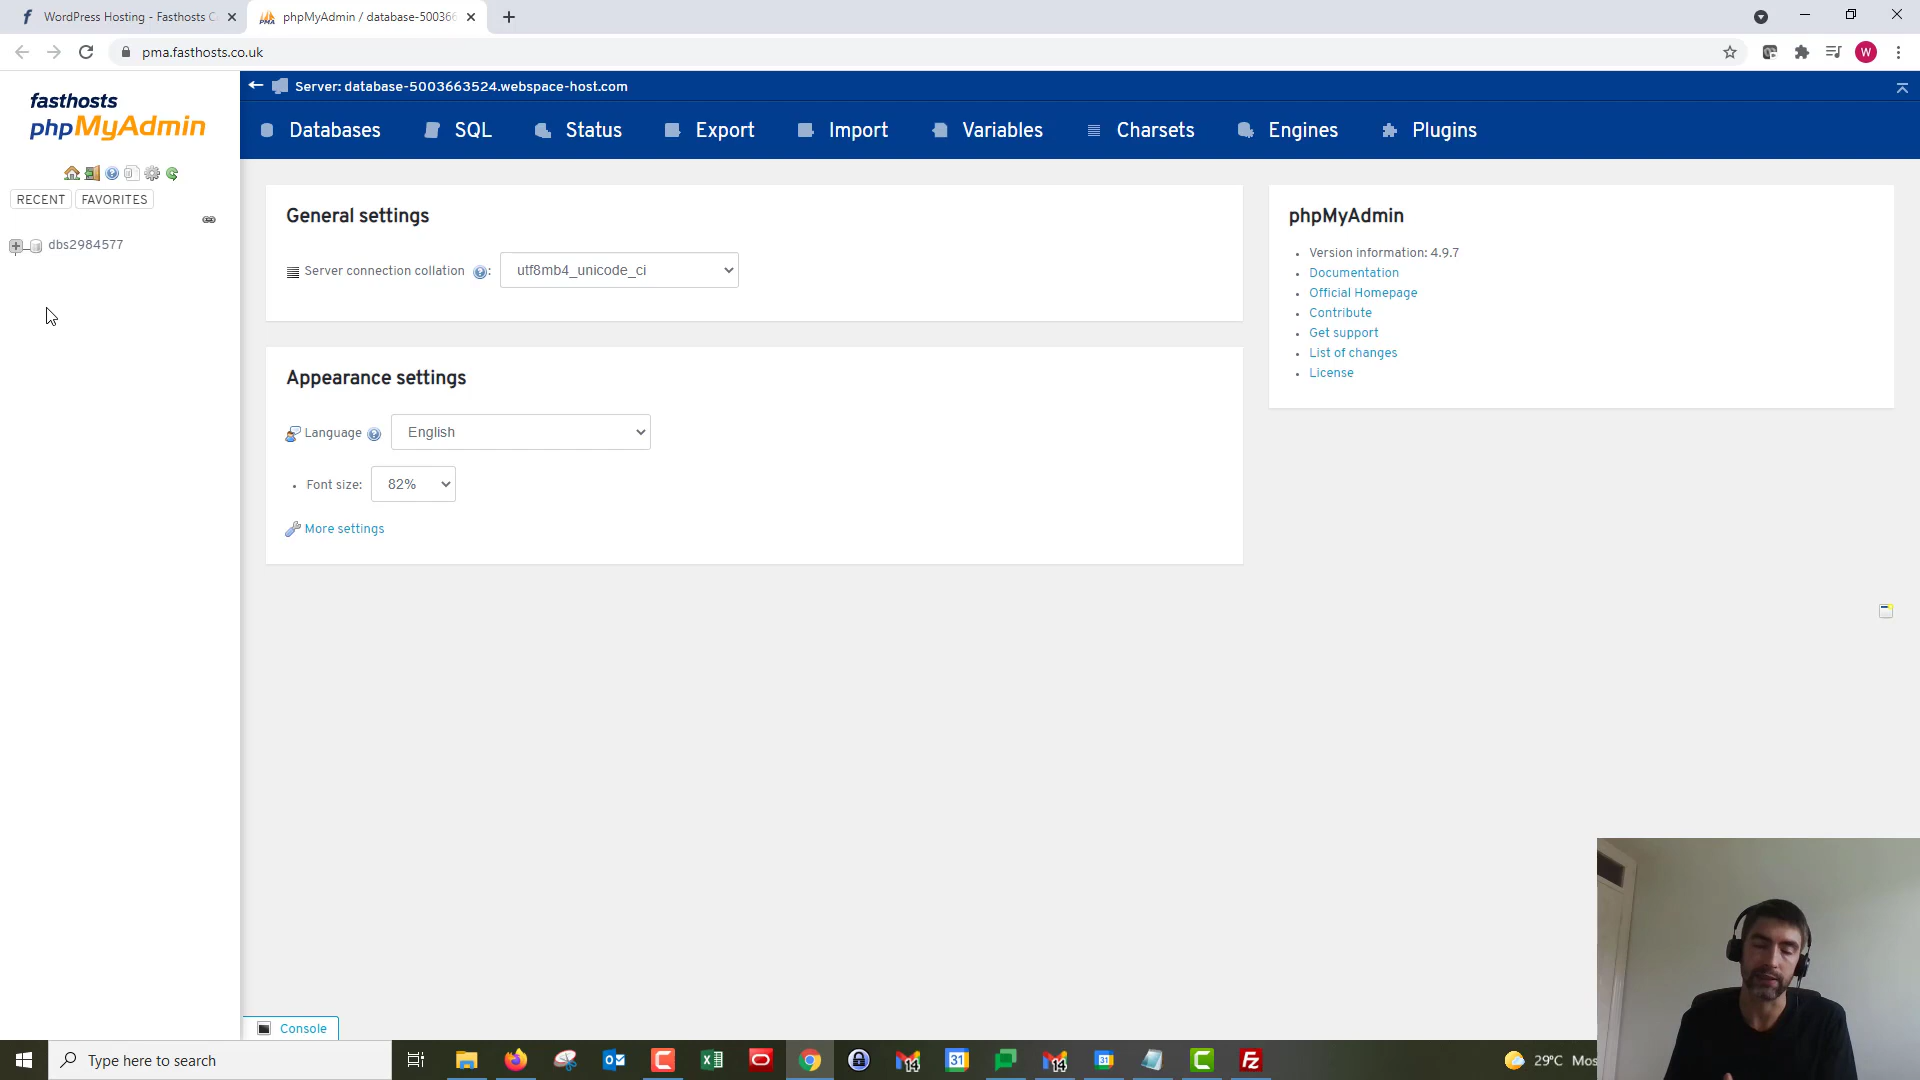 WordPress Hosting - Fasthosts C
phpMyAdmin / database-50036
pma.fasthosts.co.uk
W
fasthosts
phpMyAdmin
RECENT
FAVORITES
dbs2984577
Server: database-5003663524.webspace-host.com
Databases
SQL
Status
Export
Import
Variables
Charsets
Engines
Plugins
General settings
Server connection collation :
utf8mb4_unicode_ci
Appearance settings
Language
English
Font size:
82%
More settings
phpMyAdmin
Version information: 4.9.7
Documentation
Official Homepage
Contribute
Get support
List of changes
License
Console
Type here to search
29°C Mos